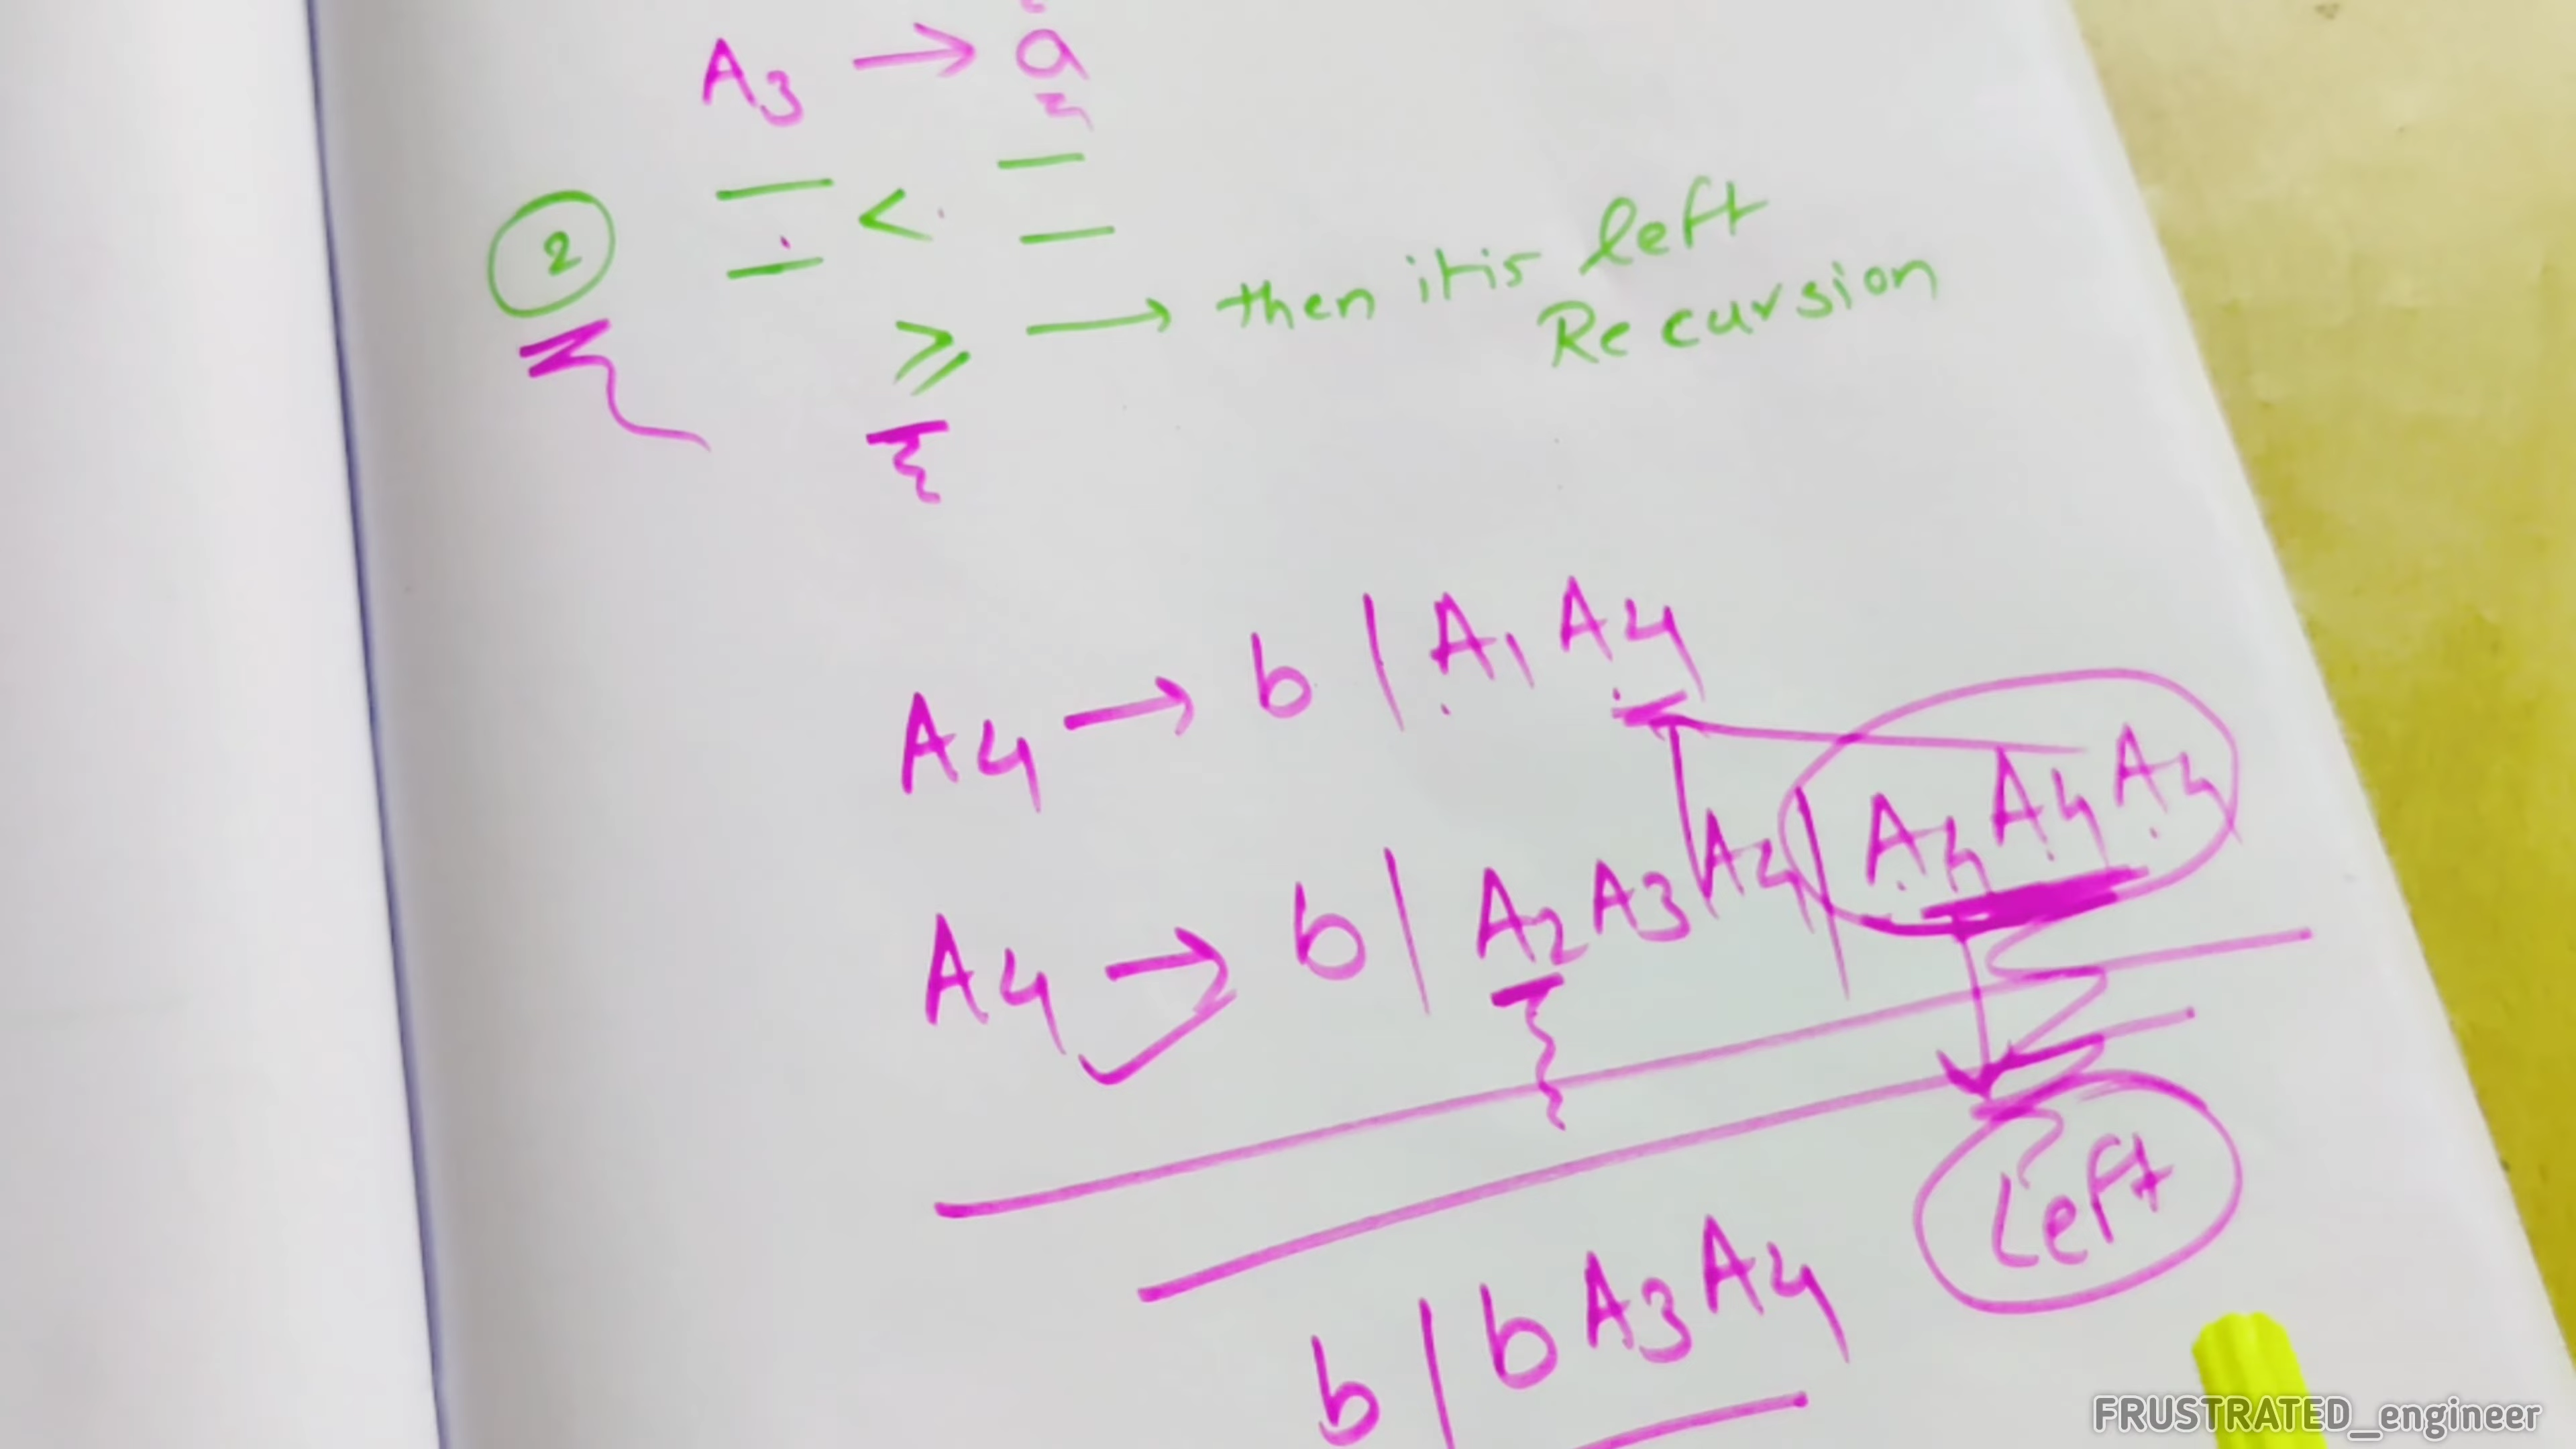 A3 → a
2 <
≥ → then it is left
Recursion
A4 → b | A1 A4
A4 → b | A2 A3 A4 | A4 A4 A4
Left
b | b A3 A4
FRUSTRATED_engineer